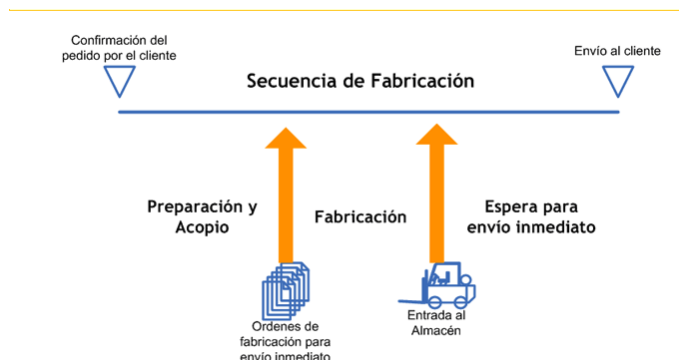 Confirmación del
pedido por el cliente
Envío al cliente
Secuencia de Fabricación
Preparación y
Acopio
Fabricación
Espera para
envío inmediato
Ordenes de
fabricación para
envío inmediato
Entrada al
Almacén